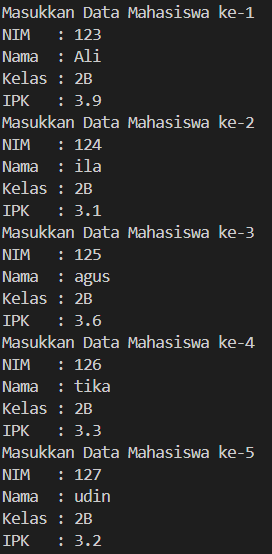 Masukkan Data Mahasiswa ke-1
NIM   : 123
Nama  : Ali
Kelas : 2B
IPK   : 3.9
Masukkan Data Mahasiswa ke-2
NIM   : 124
Nama  : ila
Kelas : 2B
IPK   : 3.1
Masukkan Data Mahasiswa ke-3
NIM   : 125
Nama  : agus
Kelas : 2B
IPK   : 3.6
Masukkan Data Mahasiswa ke-4
NIM   : 126
Nama  : tika
Kelas : 2B
IPK   : 3.3
Masukkan Data Mahasiswa ke-5
NIM   : 127
Nama  : udin
Kelas : 2B
IPK   : 3.2